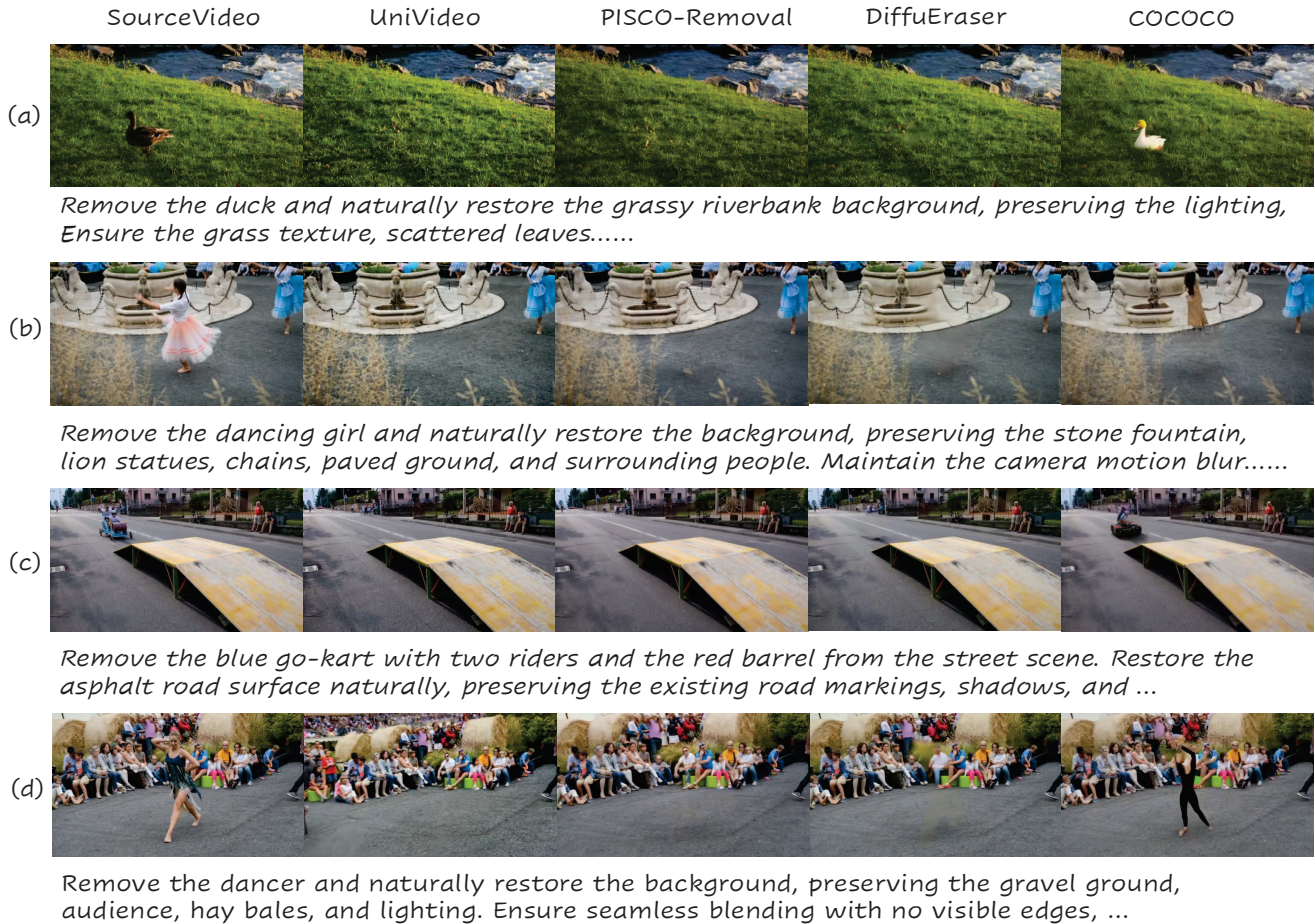 SourceVideo UniVideo PISCO-Removal DiffuEraser COCOCO
(a)
Remove the duck and naturally restore the grassy riverbank background, preserving the lighting,
Ensure the grass texture, scattered leaves......
(b)
Remove the dancing girl and naturally restore the background, preserving the stone fountain,
lion statues, chains, paved ground, and surrounding people. Maintain the camera motion blur......
(c)
Remove the blue go-kart with two riders and the red barrel from the street scene. Restore the
asphalt road surface naturally, preserving the existing road markings, shadows, and ...
(d)
Remove the dancer and naturally restore the background, preserving the gravel ground,
audience, hay bales, and lighting. Ensure seamless blending with no visible edges, ...